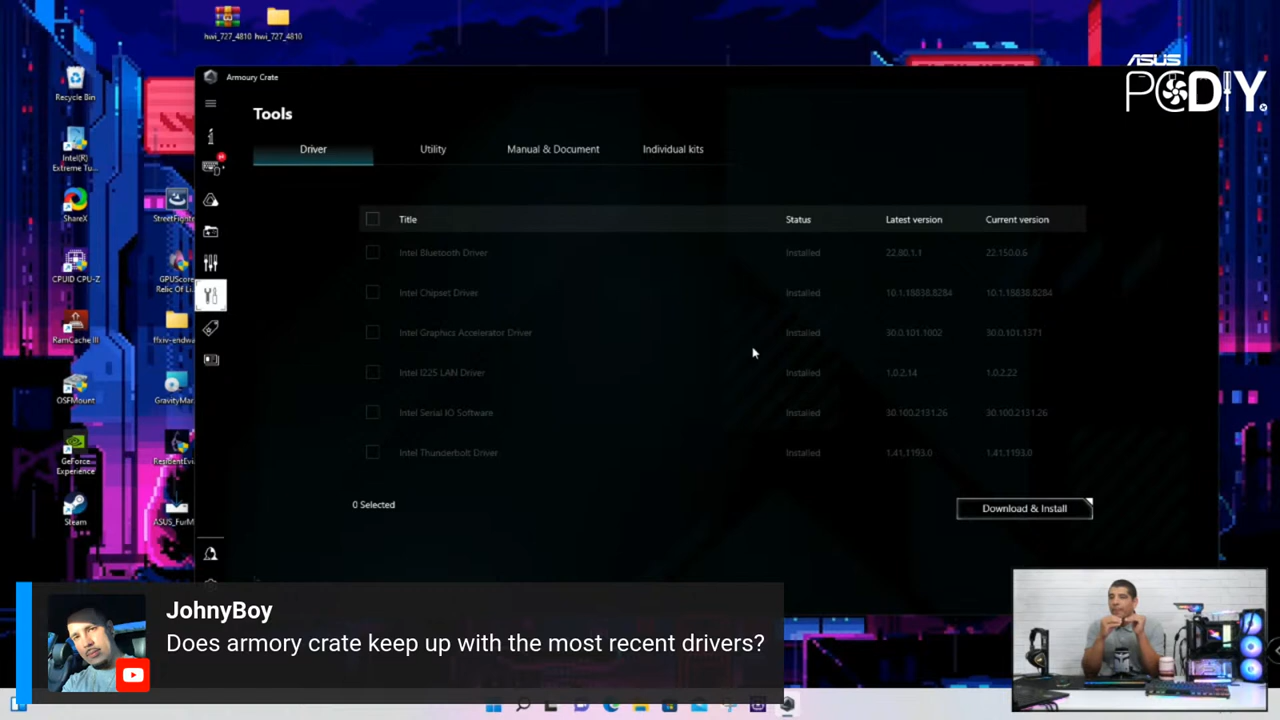 hwi_727_4810 hwi_727_4810
ASUS
PCDIY
Armoury Crate
Recycle Bin
Tools
Driver Utility Manual & Document Individual kits
Intel(R)
Extreme Tu...
ShareX
StreetFighte
Title Status Latest version Current version
Intel Bluetooth Driver Installed 22.80.1.1 22.150.0.6
CPUID CPU-Z
GPUScore
Relic Of Li
Intel Chipset Driver Installed 10.1.18838.8284 10.1.18838.8284
RamCache III
ffxiv-endwa
Intel Graphics Accelerator Driver Installed 30.0.101.1002 30.0.101.1371
Intel I225 LAN Driver Installed 1.0.2.14 1.0.2.22
OSFMount
GravityMar
Intel Serial IO Software Installed 30.100.2131.26 30.100.2131.26
GeForce
Experience
ResidentEvi
Intel Thunderbolt Driver Installed 1.41.1193.0 1.41.1193.0
Steam
ASUS_FurM
0 Selected
Download & Install
JohnyBoy
Does armory crate keep up with the most recent drivers?